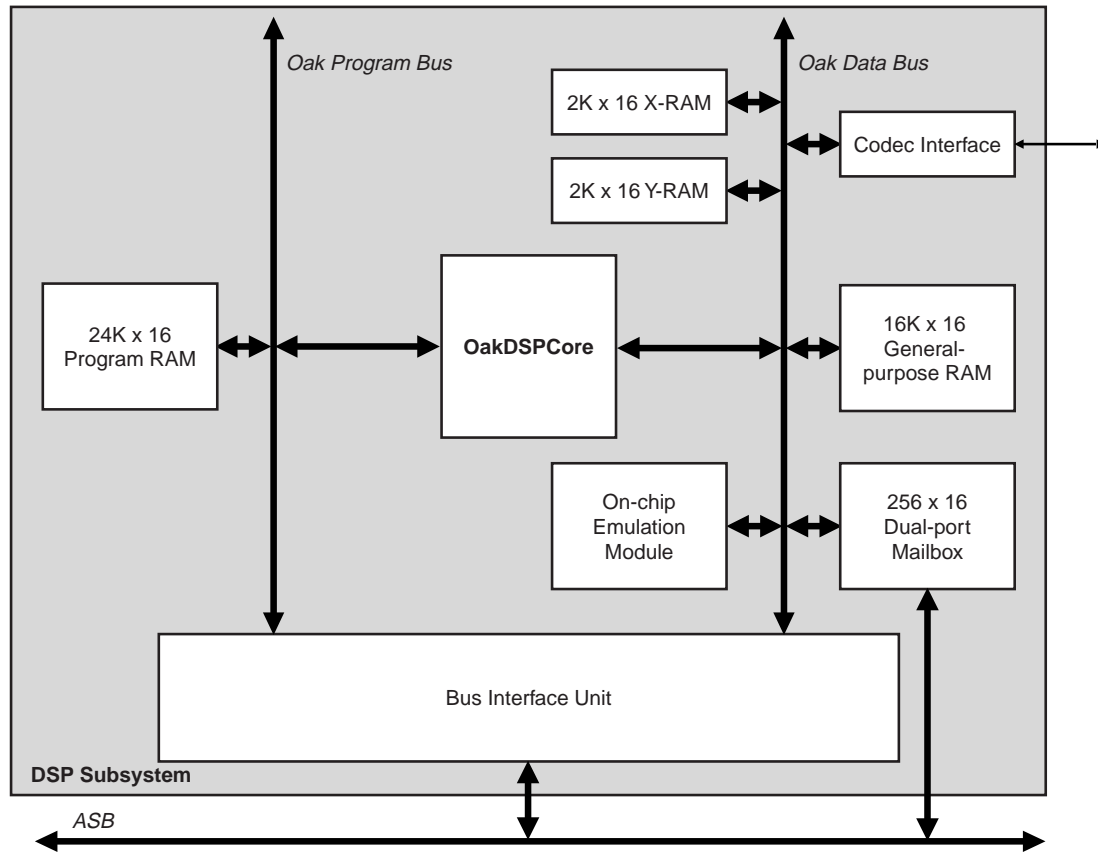 Oak Program Bus
Oak Data Bus
2K x 16 X-RAM
Codec Interface
2K x 16 Y-RAM
24K x 16
Program RAM
OakDSPCore
16K x 16
General-
purpose RAM
On-chip
Emulation
Module
256 x 16
Dual-port
Mailbox
Bus Interface Unit
DSP Subsystem
ASB